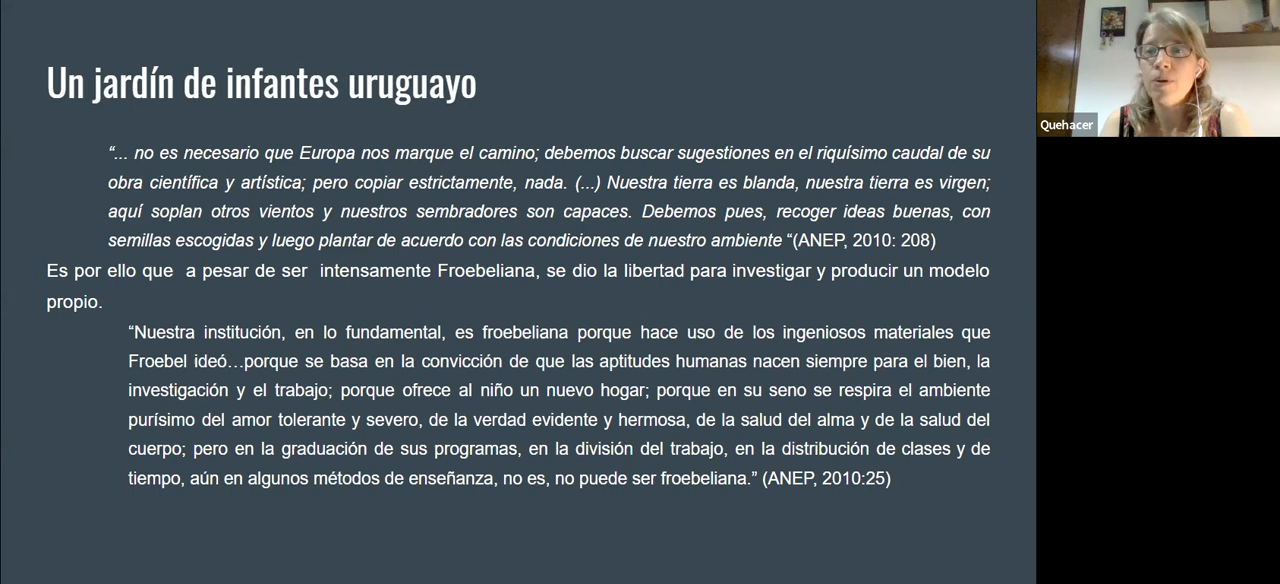 Un jardín de infantes uruguayo
“... no es necesario que Europa nos marque el camino; debemos buscar sugestiones en el riquísimo caudal de su
obra científica y artística; pero copiar estrictamente, nada. (...) Nuestra tierra es blanda, nuestra tierra es virgen;
aquí soplan otros vientos y nuestros sembradores son capaces. Debemos pues, recoger ideas buenas, con
semillas escogidas y luego plantar de acuerdo con las condiciones de nuestro ambiente “(ANEP, 2010: 208)
Es por ello que a pesar de ser intensamente Froebeliana, se dio la libertad para investigar y producir un modelo
propio.
“Nuestra institución, en lo fundamental, es froebeliana porque hace uso de los ingeniosos materiales que
Froebel ideó…porque se basa en la convicción de que las aptitudes humanas nacen siempre para el bien, la
investigación y el trabajo; porque ofrece al niño un nuevo hogar; porque en su seno se respira el ambiente
purísimo del amor tolerante y severo, de la verdad evidente y hermosa, de la salud del alma y de la salud del
cuerpo; pero en la graduación de sus programas, en la división del trabajo, en la distribución de clases y de
tiempo, aún en algunos métodos de enseñanza, no es, no puede ser froebeliana.” (ANEP, 2010:25)
Quehacer